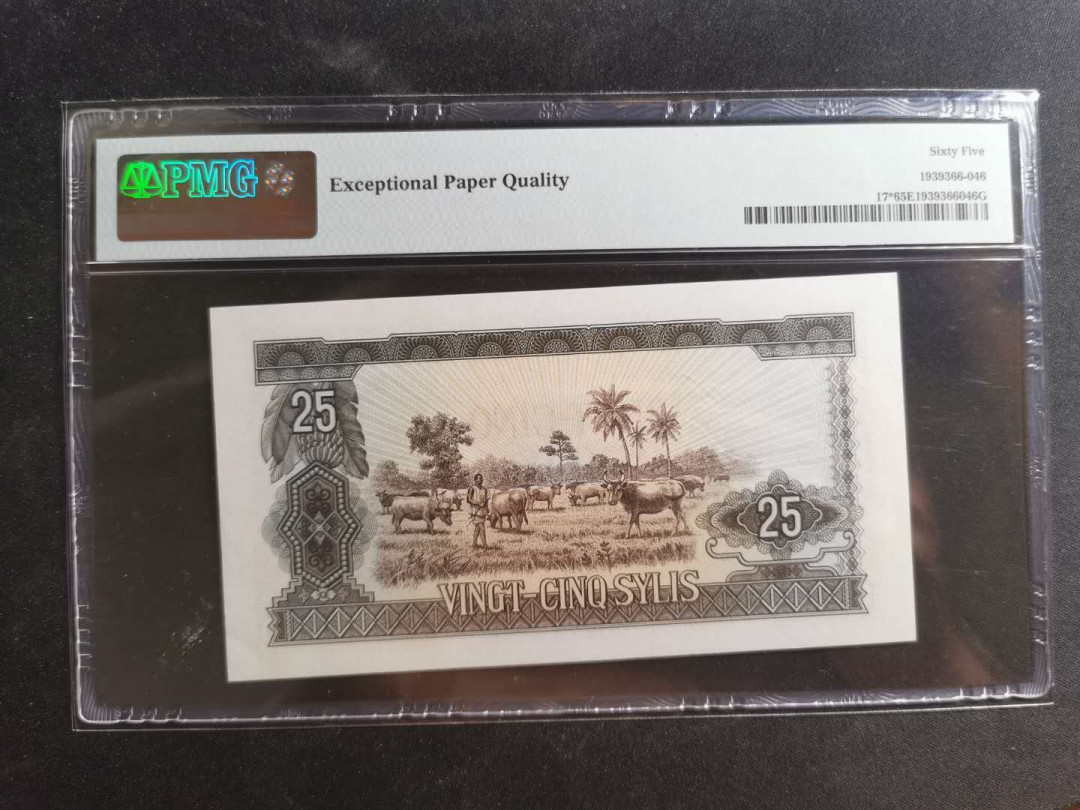 PMG
Exceptional Paper Quality
Sixty Five
1939366-046
17*65E1939366046G
25
25
VINGT-CINQ SYLIS